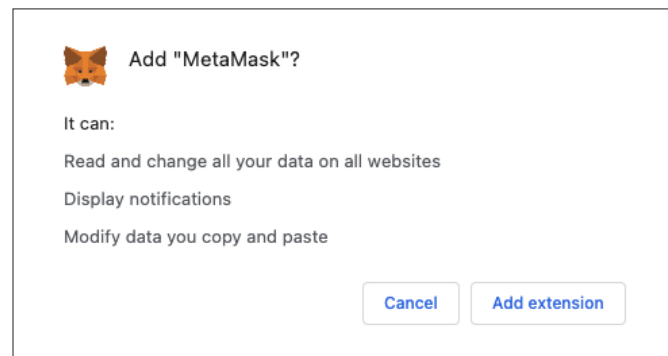 Add "MetaMask"?
It can:
Read and change all your data on all websites
Display notifications
Modify data you copy and paste
Cancel
Add extension